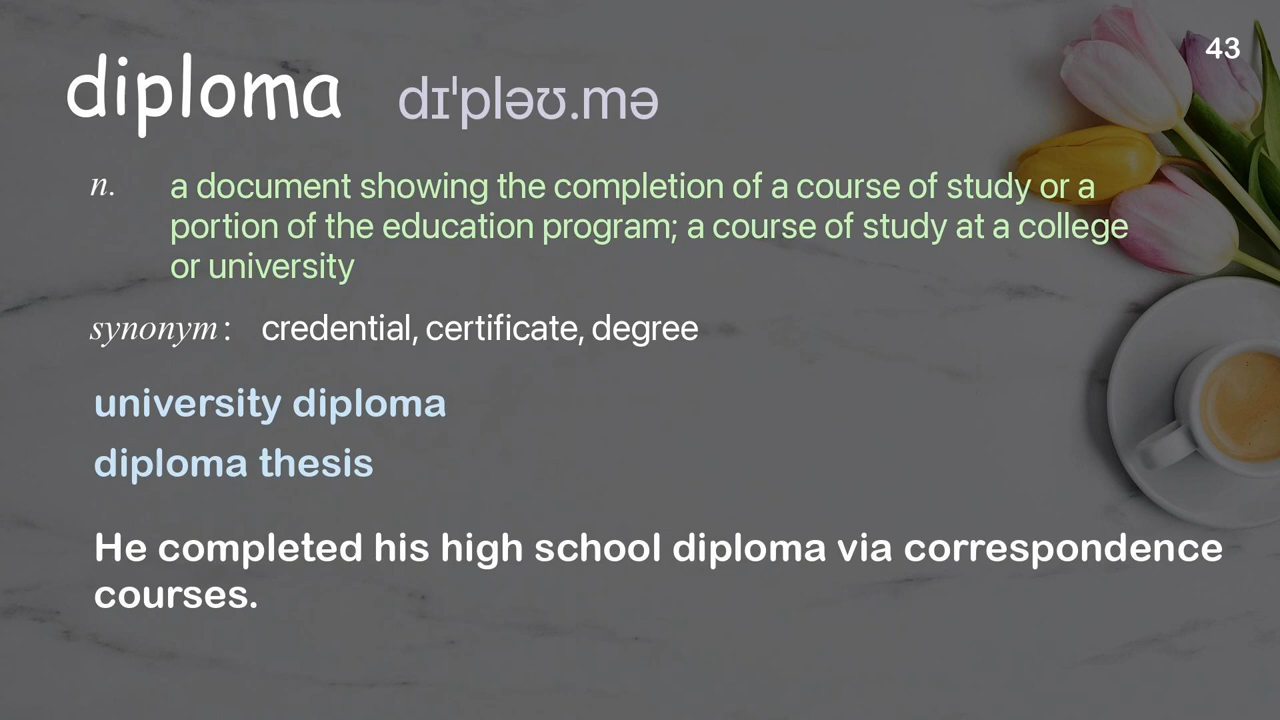 43
diploma dɪˈpləʊ.mə
n. a document showing the completion of a course of study or a
portion of the education program; a course of study at a college
or university
synonym: credential, certificate, degree
university diploma
diploma thesis
He completed his high school diploma via correspondence
courses.